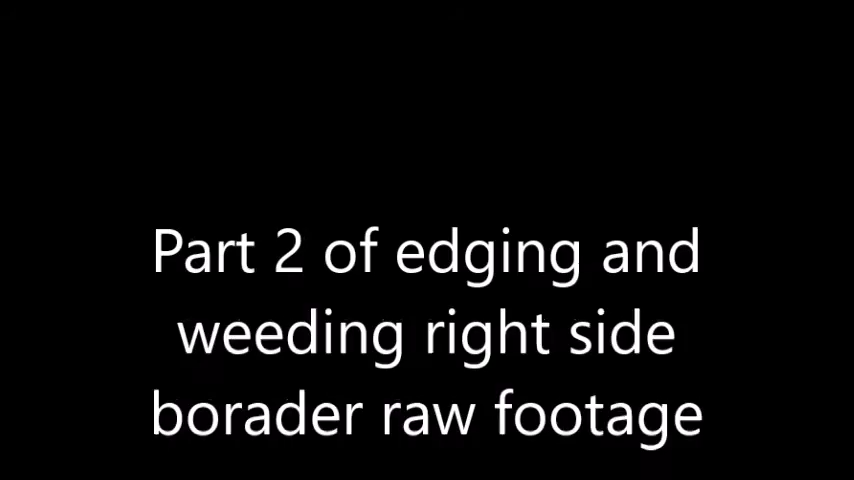 Part 2 of edging and
weeding right side
borader raw footage